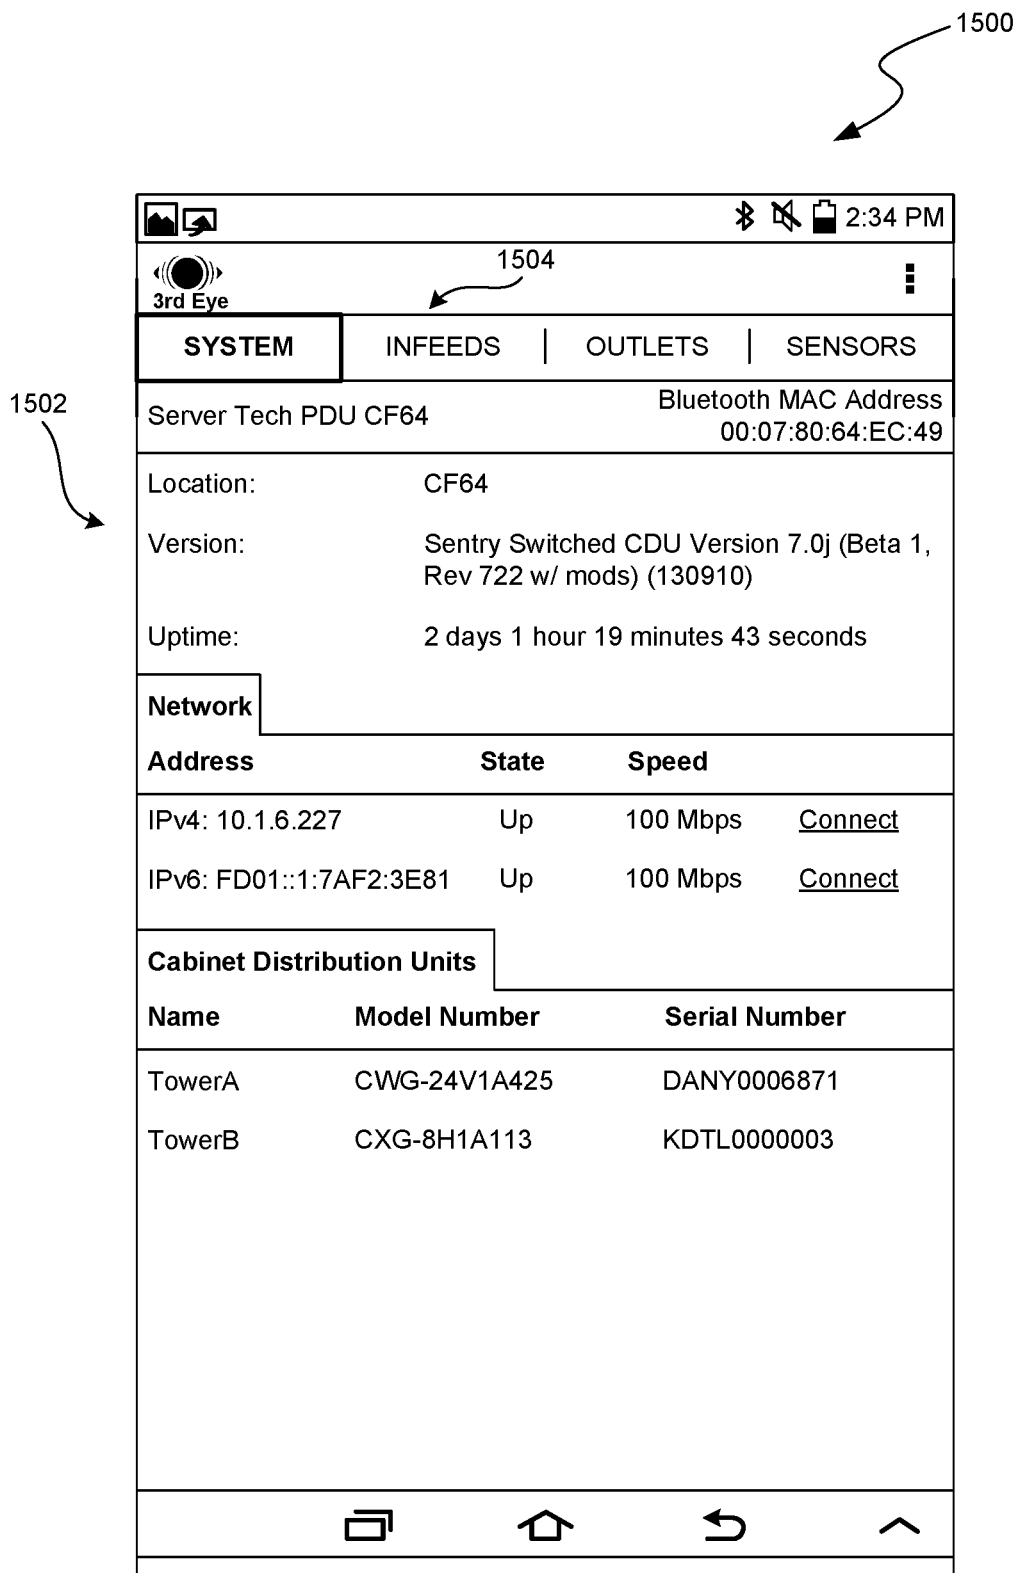 1500
2:34 PM
1504
3rd Eye
SYSTEM INFEEDS OUTLETS SENSORS
1502
Server Tech PDU CF64 Bluetooth MAC Address
00:07:80:64:EC:49
Location: CF64
Version: Sentry Switched CDU Version 7.0j (Beta 1,
Rev 722 w/ mods) (130910)
Uptime: 2 days 1 hour 19 minutes 43 seconds
Network
Address State Speed
IPv4: 10.1.6.227 Up 100 Mbps Connect
IPv6: FD01::1:7AF2:3E81 Up 100 Mbps Connect
Cabinet Distribution Units
Name Model Number Serial Number
TowerA CWG-24V1A425 DANY0006871
TowerB CXG-8H1A113 KDTL0000003